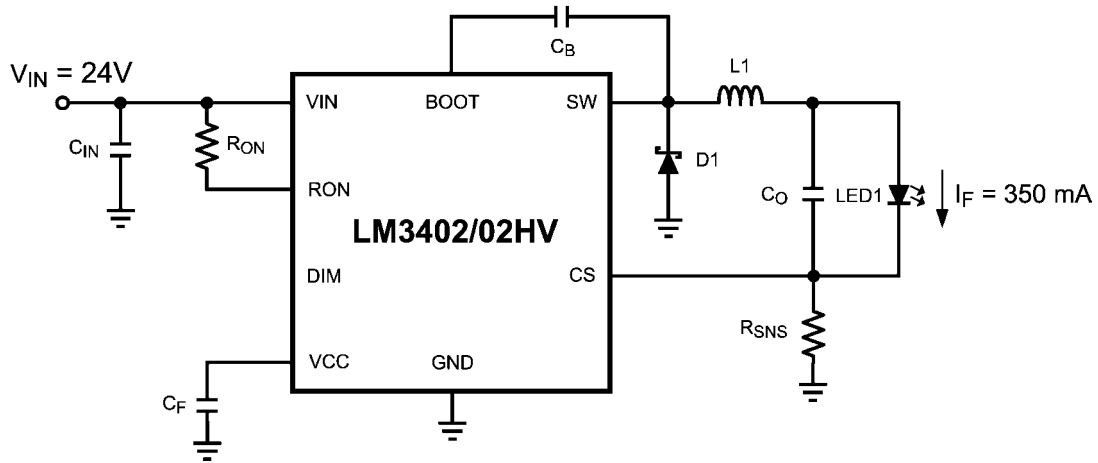 C_B
V_IN = 24V
L1
VIN
BOOT
SW
C_IN
R_ON
D1
RON
C_O
LED1
I_F = 350 mA
LM3402/02HV
DIM
CS
R_SNS
VCC
GND
C_F